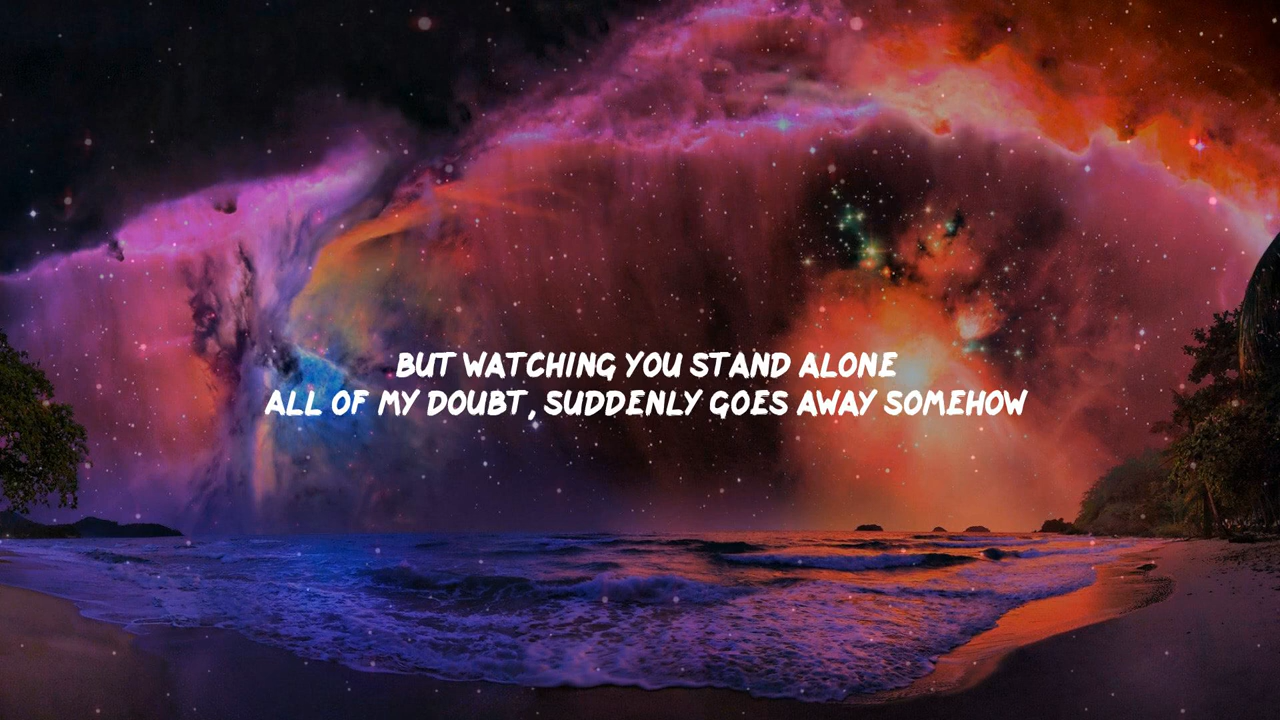 BUT WATCHING YOU STAND ALONE
ALL OF MY DOUBT, SUDDENLY GOES AWAY SOMEHOW